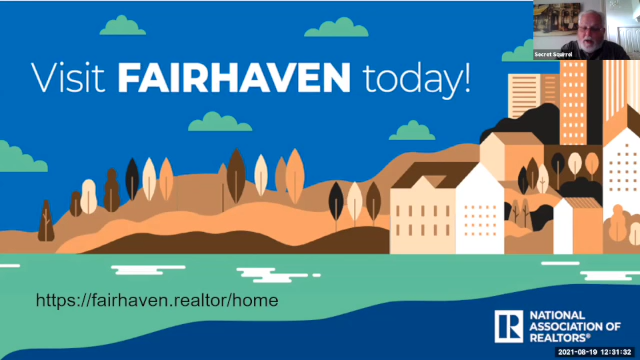 Secret Squirrel
Visit FAIRHAVEN today!
https://fairhaven.realtor/home
R
NATIONAL
ASSOCIATION OF
REALTORS®
2021-08-19 12:31:32